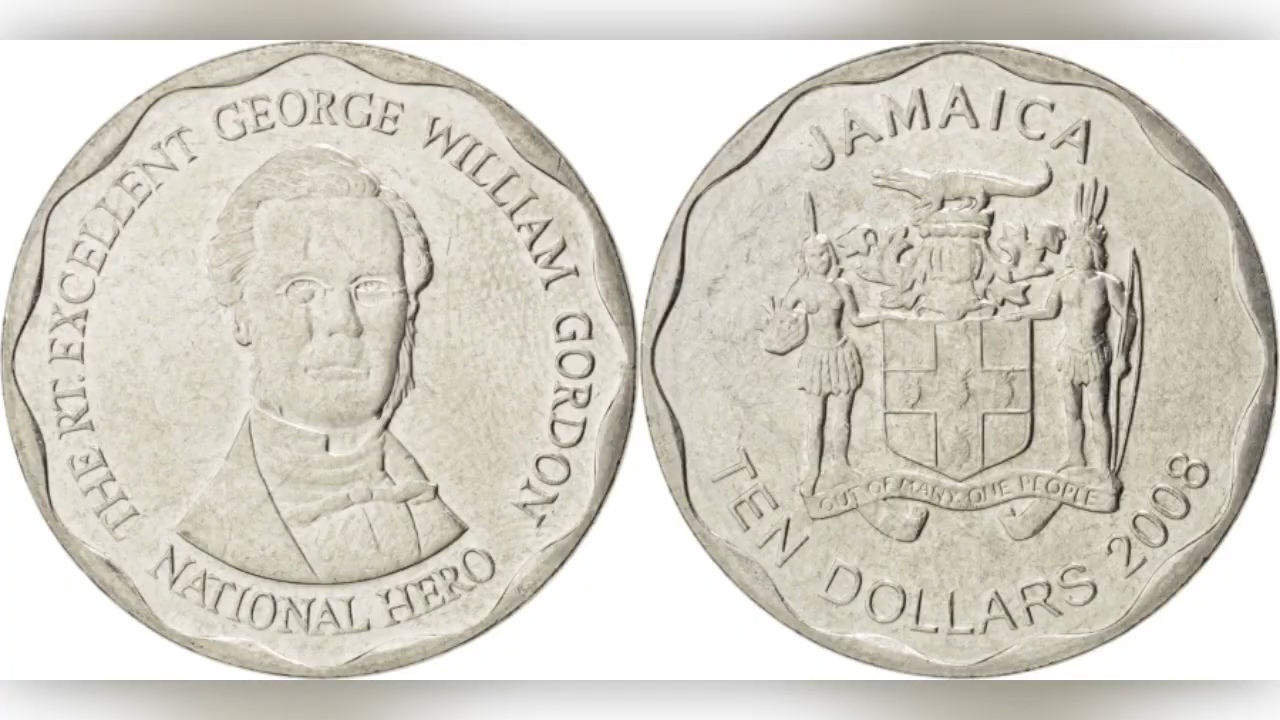 THE RT. EXCELLENT GEORGE WILLIAM GORDON
NATIONAL HERO
JAMAICA
OUT OF MANY, ONE PEOPLE
TEN DOLLARS 2008